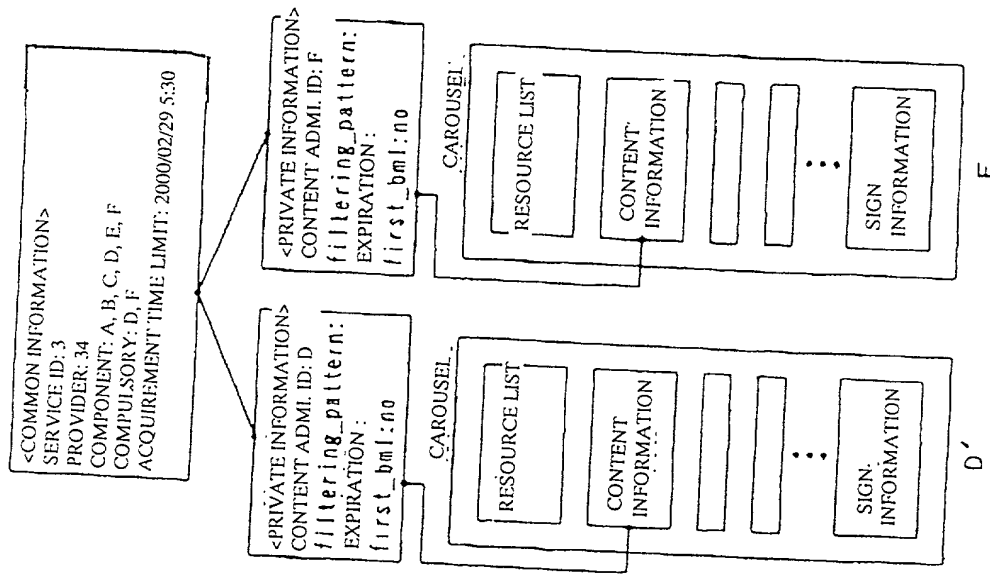 <COMMON INFORMATION>
SERVICE ID: 3
PROVIDER: 34
COMPONENT: A, B, C, D, E, F
COMPULSORY: D, F
ACQUIREMENT TIME LIMIT: 2000/02/29 5:30
<PRIVATE INFORMATION>
CONTENT ADMI. ID: D
filtering_pattern:
EXPIRATION :
first_bml:no
CAROUSEL
RESOURCE LIST
CONTENT
INFORMATION
SIGN
INFORMATION
D'
<PRIVATE INFORMATION>
CONTENT ADMI. ID: F
filtering_pattern:
EXPIRATION :
first_bml:no
CAROUSEL
RESOURCE LIST
CONTENT
INFORMATION
SIGN
INFORMATION
F